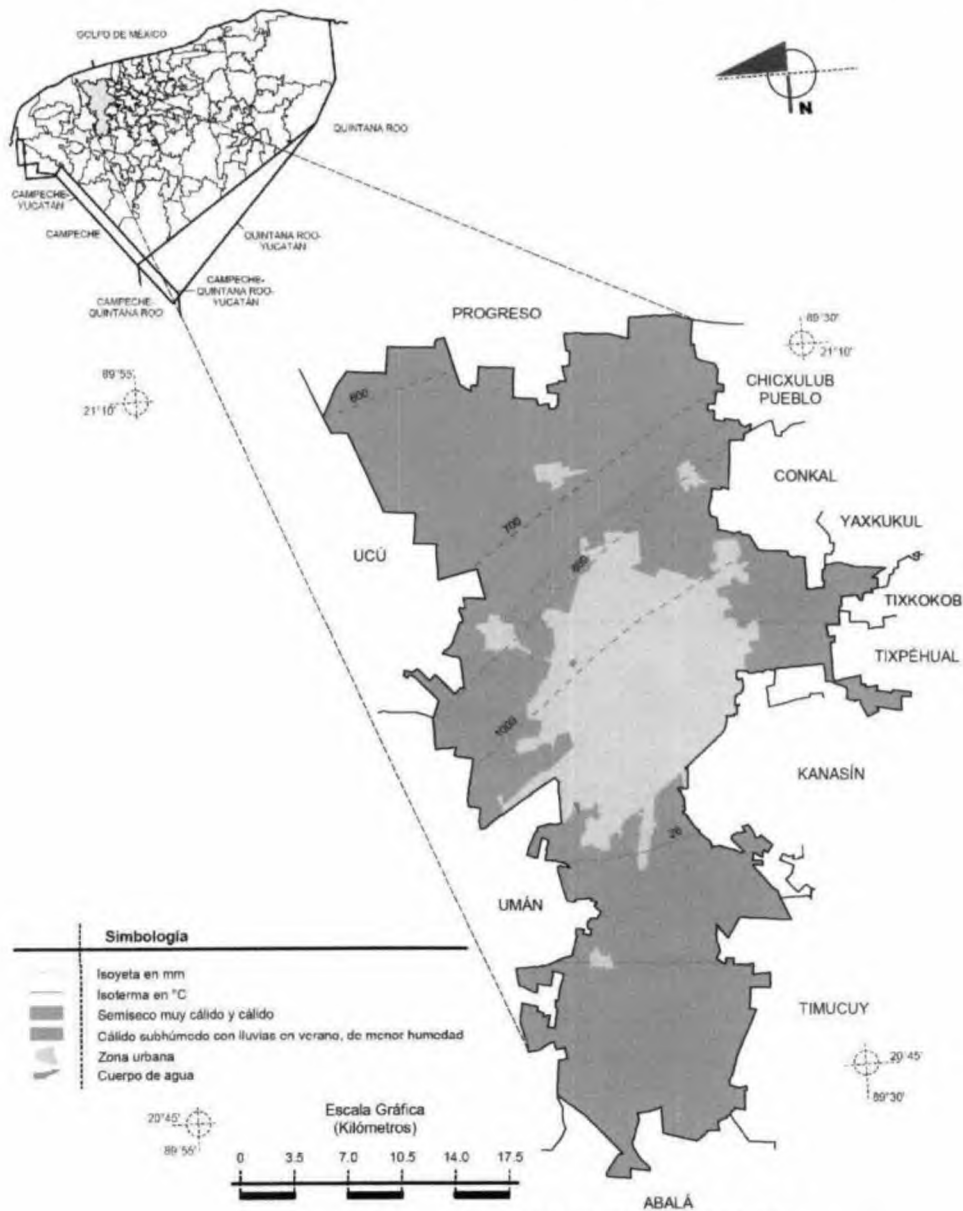 GOLFO DE MÉXICO
N
QUINTANA ROO
CAMPECHE-
YUCATÁN
CAMPECHE
QUINTANA ROO-
YUCATÁN
CAMPECHE-
QUINTANA ROO-
YUCATÁN
CAMPECHE-
QUINTANA ROO
PROGRESO
89°30'
21°10'
89°55'
21°10'
CHICXULUB
PUEBLO
600
CONKAL
700
YAXKUKUL
UCÚ
800
TIXKOKOB
TIXPÉHUAL
1000
KANASÍN
26
UMÁN
Simbología
Isoyeta en mm
Isoterma en °C
Semiseco muy cálido y cálido
Cálido subhúmedo con lluvias en verano, de menor humedad
Zona urbana
Cuerpo de agua
TIMUCUY
20°45'
89°30'
20°45'
89°55'
Escala Gráfica
(Kilómetros)
0 3.5 7.0 10.5 14.0 17.5
ABALÁ